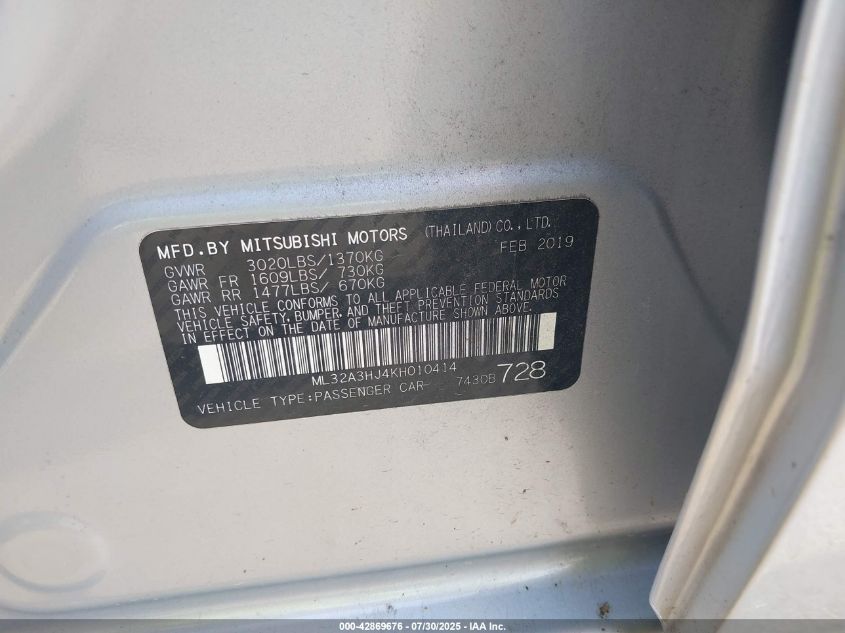 MFD.BY MITSUBISHI MOTORS (THAILAND) CO., LTD.
GVWR 3020LBS/1370KG FEB 2019
GAWR FR 1609LBS/ 730KG
GAWR RR 1477LBS/ 670KG
THIS VEHICLE CONFORMS TO ALL APPLICABLE FEDERAL MOTOR
VEHICLE SAFETY, BUMPER, AND THEFT PREVENTION STANDARDS
IN EFFECT ON THE DATE OF MANUFACTURE SHOWN ABOVE.
ML32A3HJ4KH010414
VEHICLE TYPE:PASSENGER CAR 7430B 728
000-42869676 - 07/30/2025 - IAA Inc.